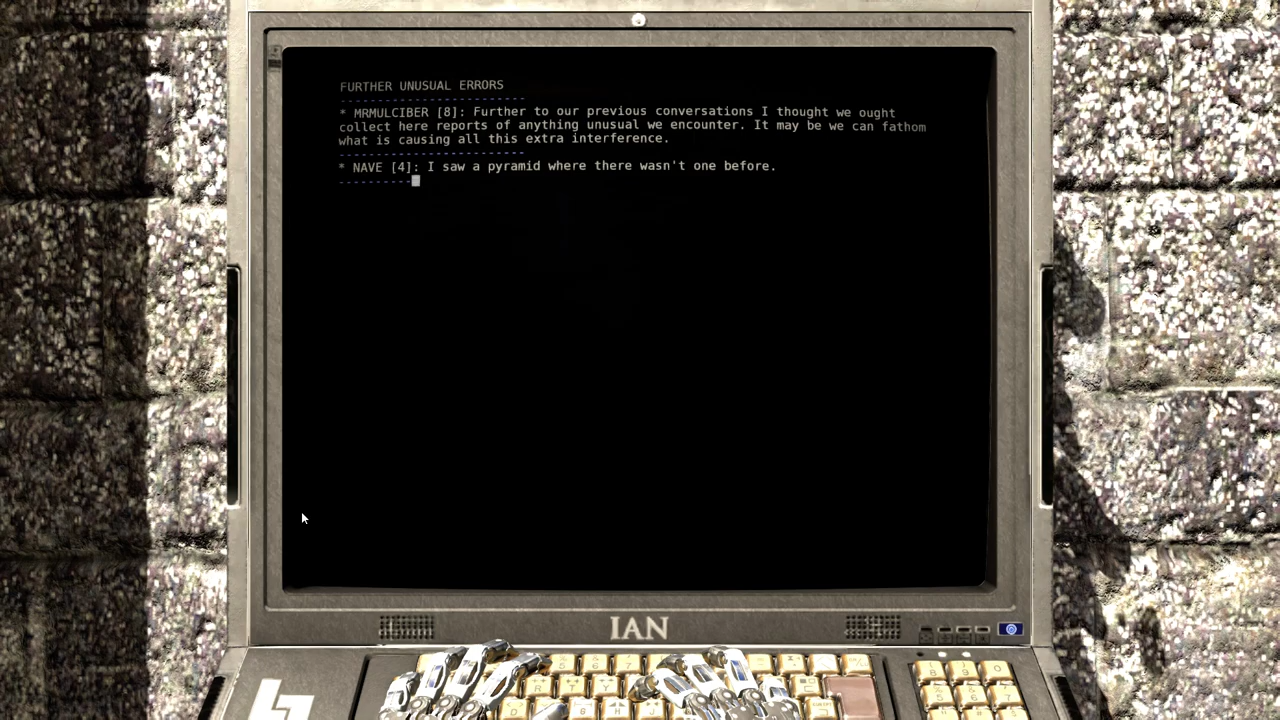 FURTHER UNUSUAL ERRORS
-------------------------
* MRMULCIBER [8]: Further to our previous conversations I thought we ought
collect here reports of anything unusual we encounter. It may be we can fathom
what is causing all this extra interference.
-------------------------
* NAVE [4]: I saw a pyramid where there wasn't one before.
----------
IAN